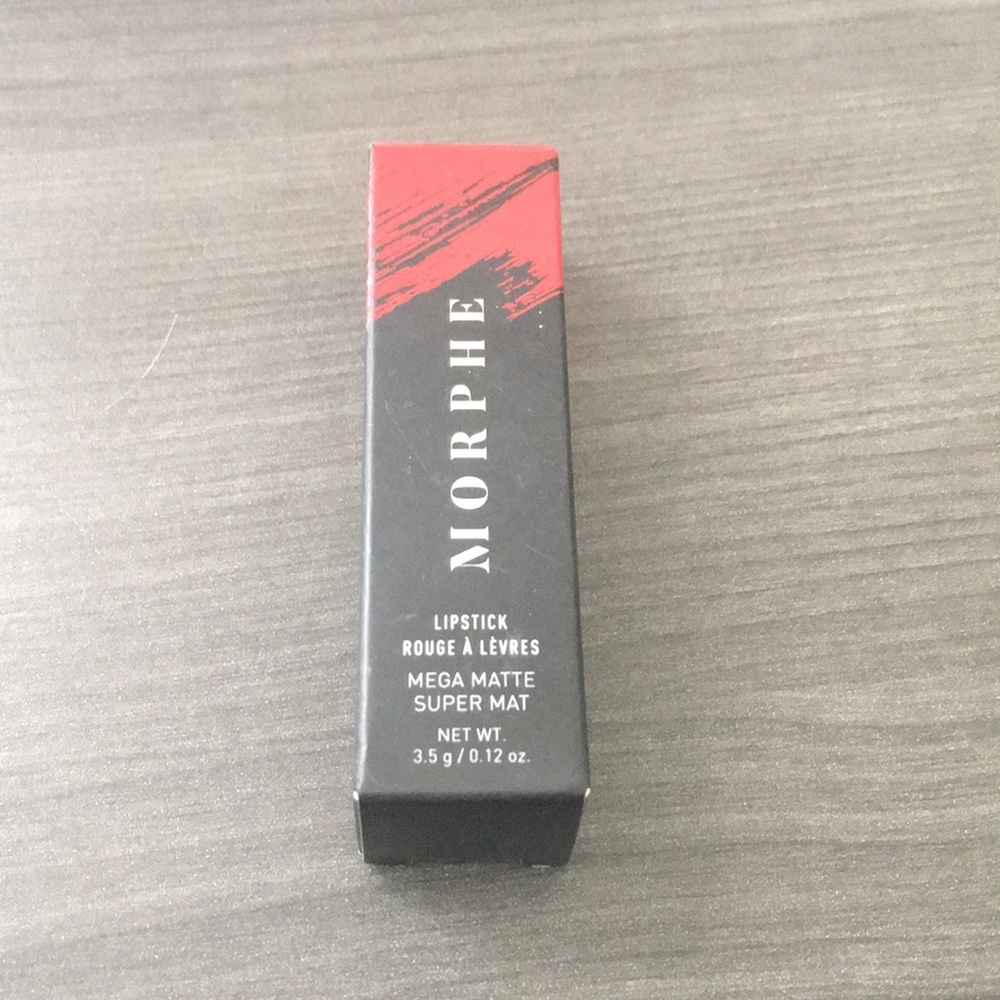 MORPHE
LIPSTICK
ROUGE À LÈVRES
MEGA MATTE
SUPER MAT
NET WT.
3.5 g / 0.12 oz.